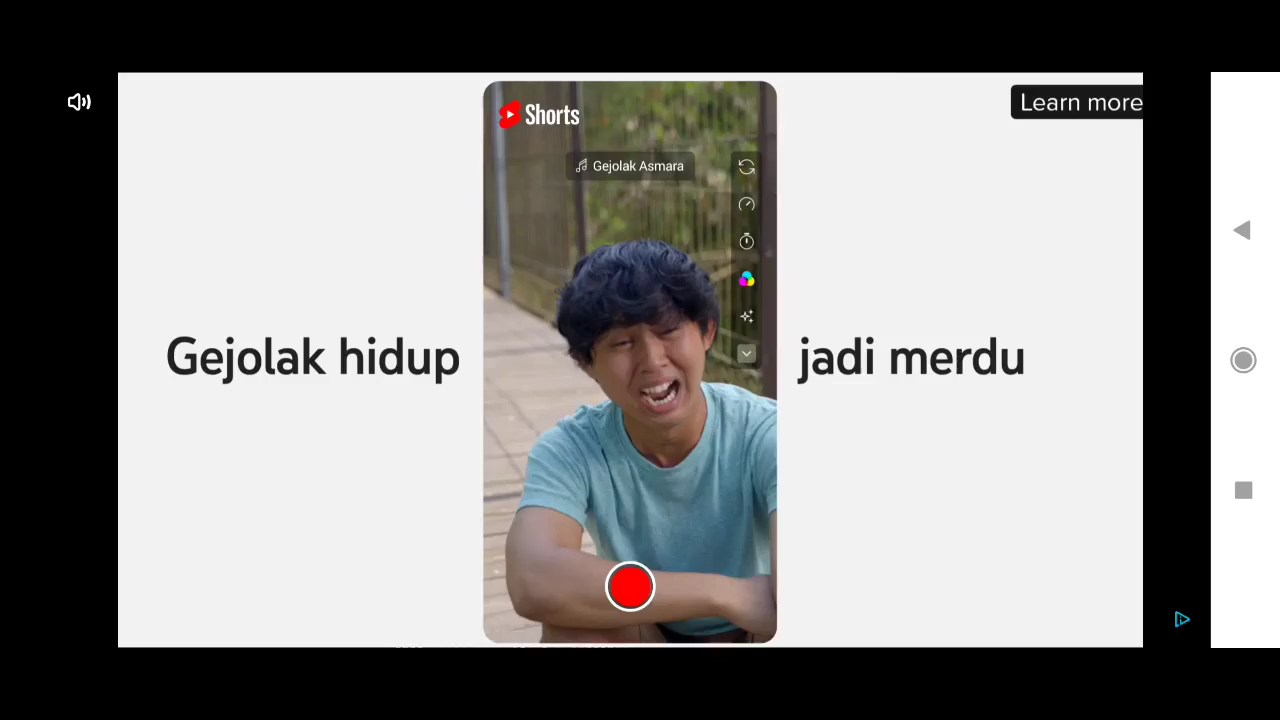 Learn more
Shorts
Gejolak Asmara
Gejolak hidup
jadi merdu